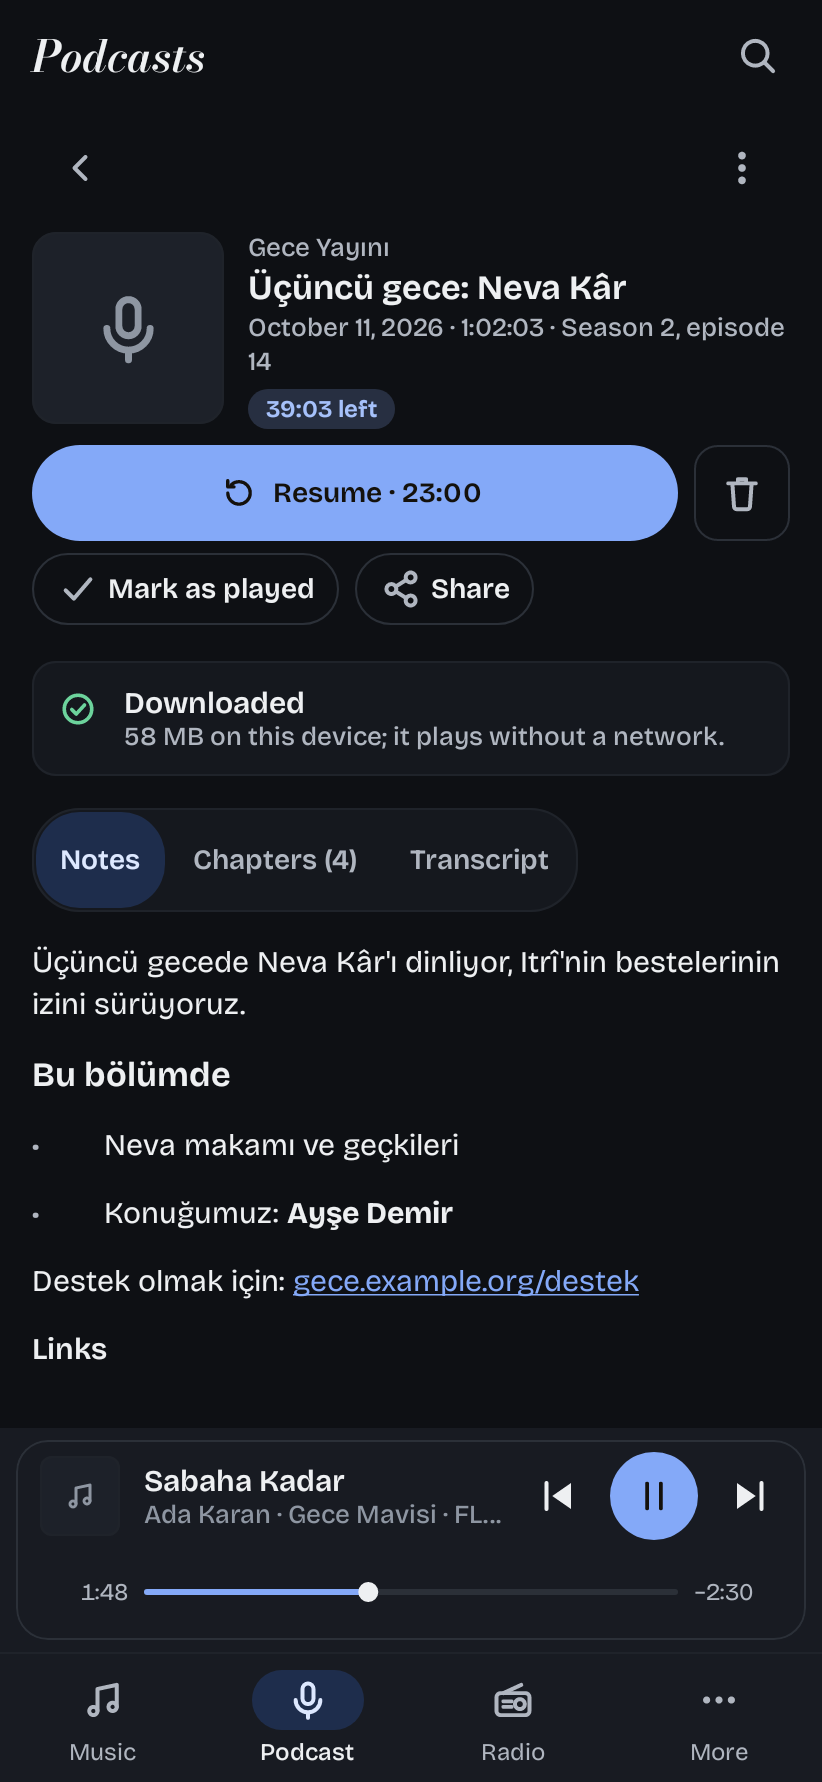 Podcasts
Gece Yayını
Üçüncü gece: Neva Kâr
October 11, 2026 · 1:02:03 · Season 2, episode
14
39:03 left
Resume · 23:00
Mark as played
Share
Downloaded
58 MB on this device; it plays without a network.
Notes
Chapters (4)
Transcript
Üçüncü gecede Neva Kâr'ı dinliyor, Itrî'nin bestelerinin
izini sürüyoruz.
Bu bölümde
• Neva makamı ve geçkileri
• Konuğumuz: Ayşe Demir
Destek olmak için: gece.example.org/destek
Links
Sabaha Kadar
Ada Karan · Gece Mavisi · FL...
1:48
−2:30
Music
Podcast
Radio
More